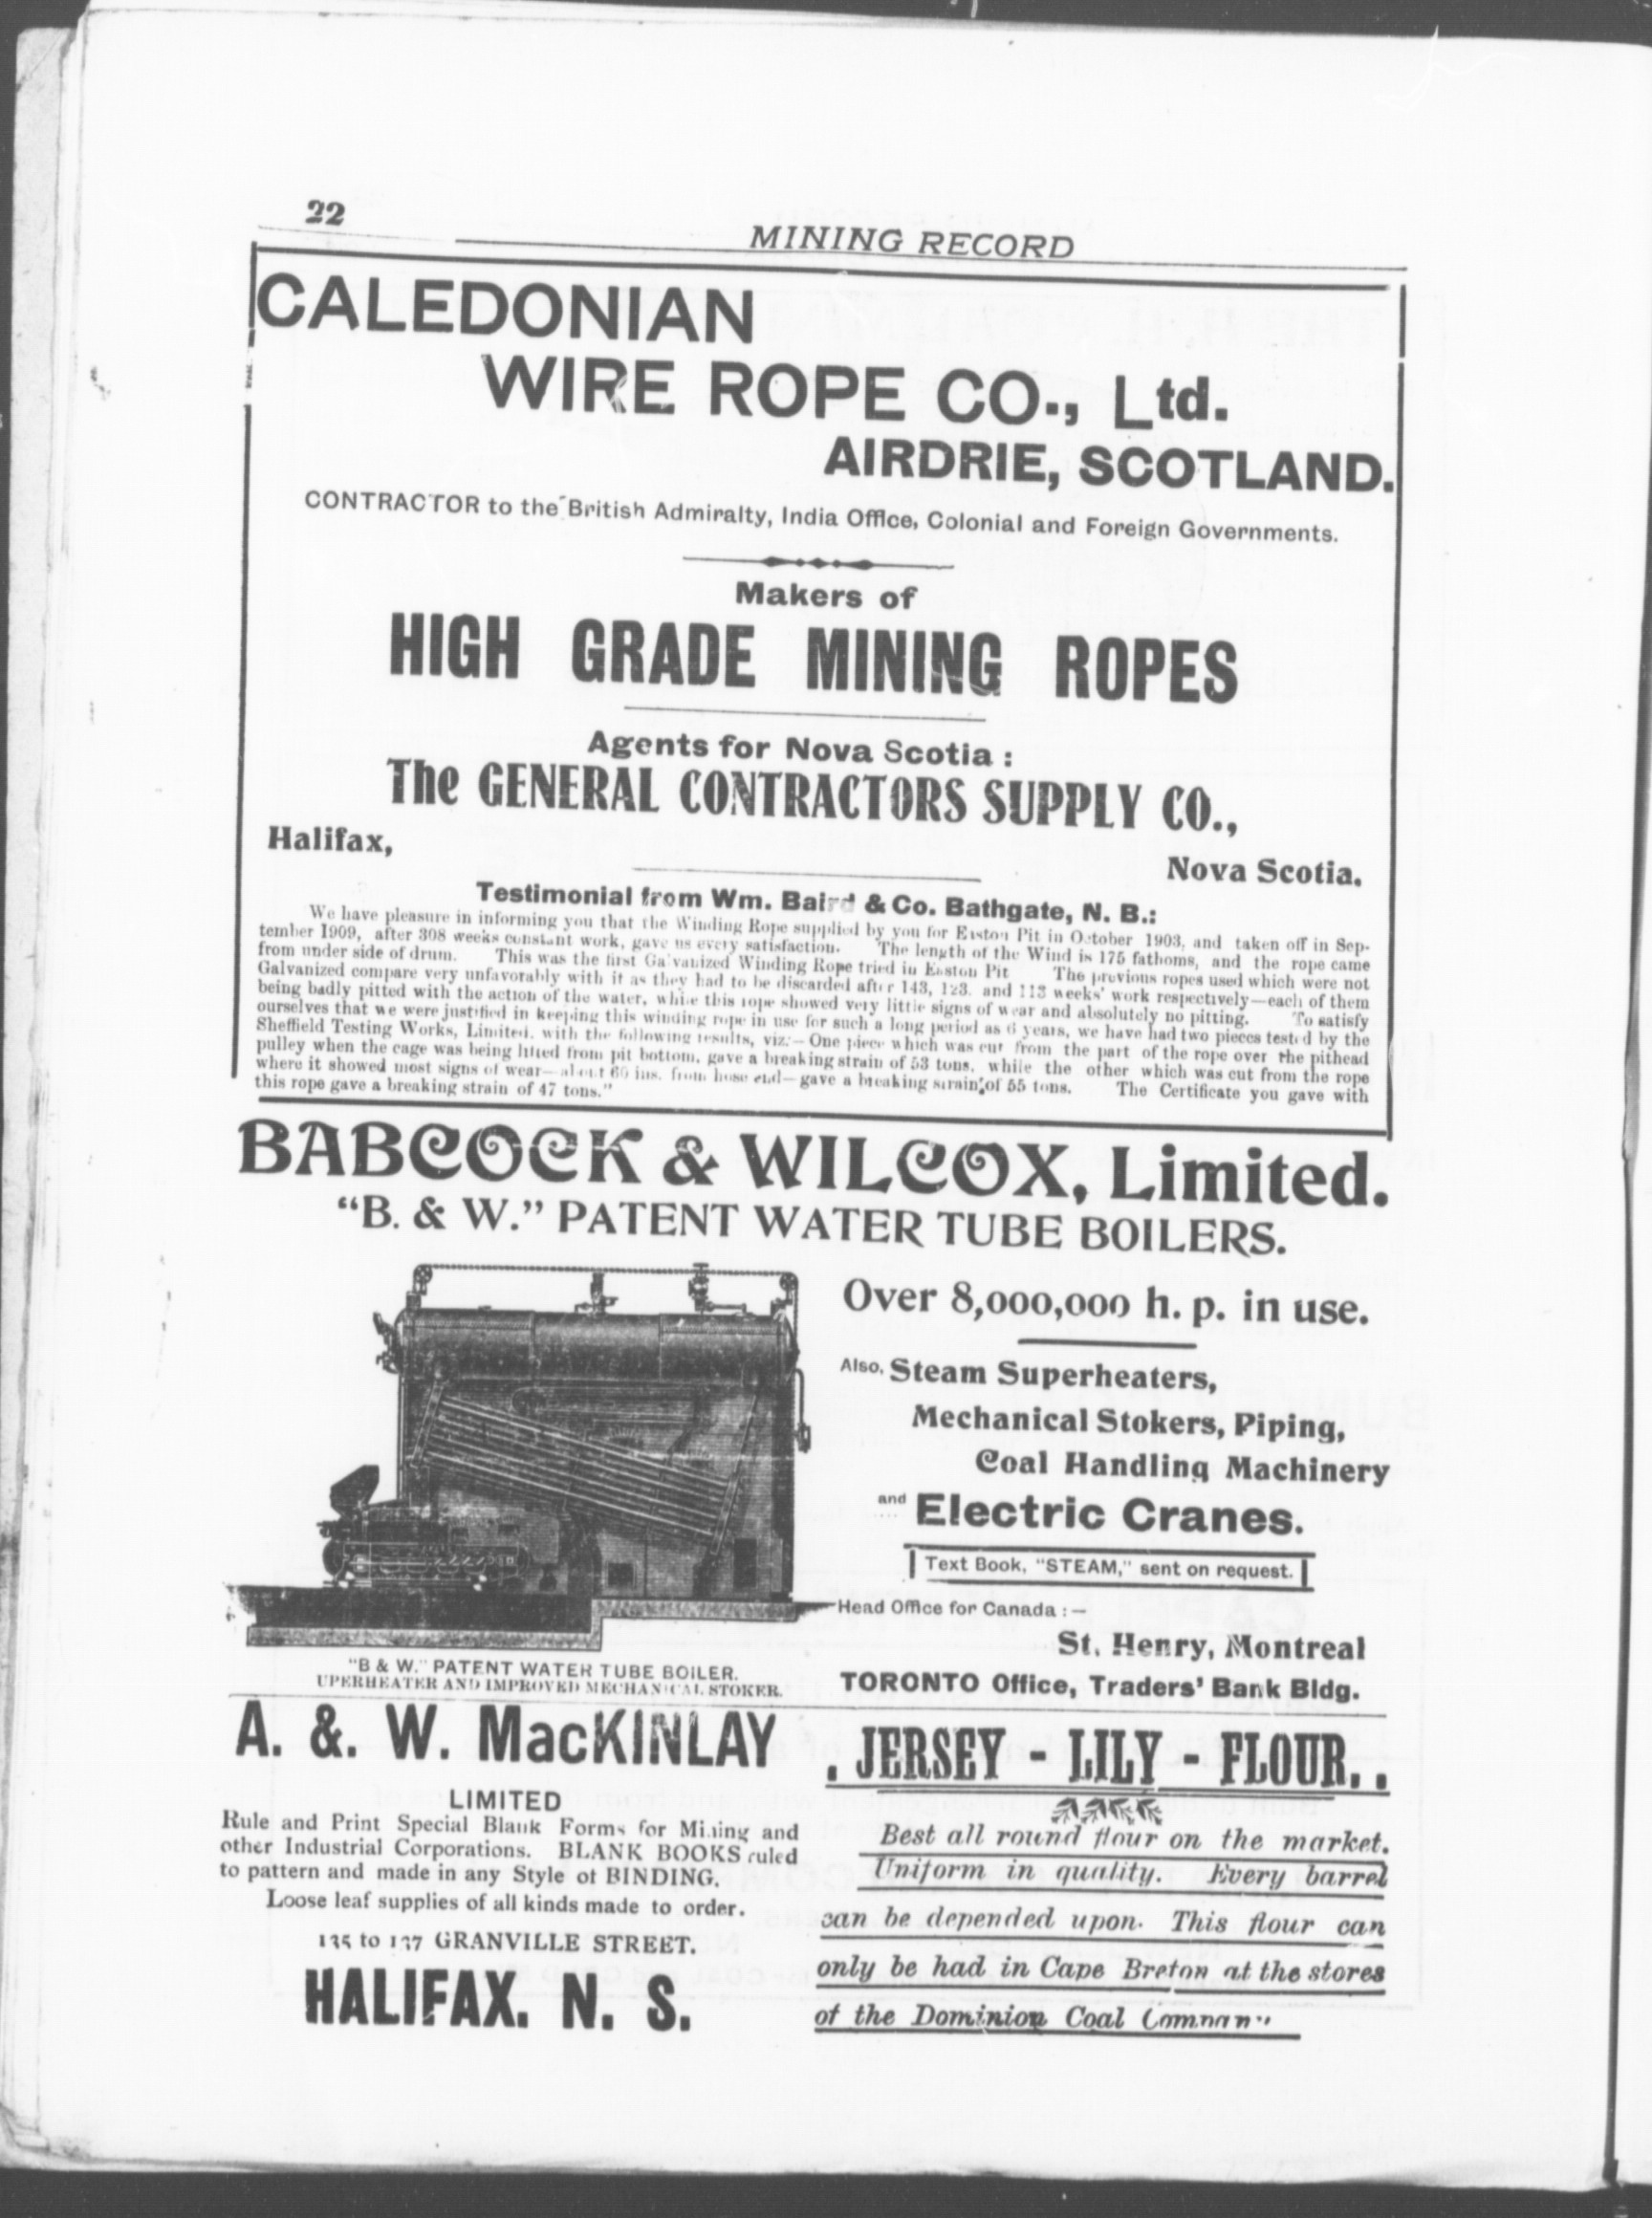 22
MINING RECORD
CALEDONIAN
WIRE ROPE CO., Ltd.
AIRDRIE, SCOTLAND.
CONTRACTOR to the British Admiralty, India Office, Colonial and Foreign Governments.
Makers of
HIGH GRADE MINING ROPES
Agents for Nova Scotia :
The GENERAL CONTRACTORS SUPPLY CO.,
Halifax,
Nova Scotia.
Testimonial from Wm. Baird & Co. Bathgate, N. B.:
We have pleasure in informing you that the Winding Rope supplied by you for Easton Pit in October 1903, and taken off in Sep-
tember 1909, after 308 weeks constant work, gave us every satisfaction. The length of the Wind is 175 fathoms, and the rope came
from under side of drum. This was the first Galvanized Winding Rope tried in Easton Pit The previous ropes used which were not
Galvanized compare very unfavorably with it as they had to be discarded after 143, 123. and 113 weeks' work respectively—each of them
being badly pitted with the action of the water, while this rope showed very little signs of wear and absolutely no pitting. To satisfy
ourselves that we were justified in keeping this winding rope in use for such a long period as 6 years, we have had two pieces tested by the
Sheffield Testing Works, Limited, with the following results, viz:—One piece which was cut from the part of the rope over the pithead
pulley when the cage was being lifted from pit bottom, gave a breaking strain of 53 tons, while the other which was cut from the rope
where it showed most signs of wear—about 60 ins. from hose end—gave a breaking strain of 55 tons. The Certificate you gave with
this rope gave a breaking strain of 47 tons."
BABCOCK & WILCOX, Limited.
"B. & W." PATENT WATER TUBE BOILERS.
Over 8,000,000 h. p. in use.
Also, Steam Superheaters,
Mechanical Stokers, Piping,
Coal Handling Machinery
and Electric Cranes.
Text Book, "STEAM," sent on request.
Head Office for Canada :—
St. Henry, Montreal
TORONTO Office, Traders' Bank Bldg.
"B & W." PATENT WATER TUBE BOILER.
UPERHEATER AND IMPROVED MECHANICAL STOKER.
A. &. W. MacKINLAY
LIMITED
Rule and Print Special Blank Forms for Mining and
other Industrial Corporations. BLANK BOOKS ruled
to pattern and made in any Style of BINDING.
Loose leaf supplies of all kinds made to order.
135 to 137 GRANVILLE STREET.
HALIFAX. N. S.
. JERSEY - LILY - FLOUR. .
Best all round flour on the market.
Uniform in quality. Every barrel
can be depended upon. This flour can
only be had in Cape Breton at the stores
of the Dominion Coal Company